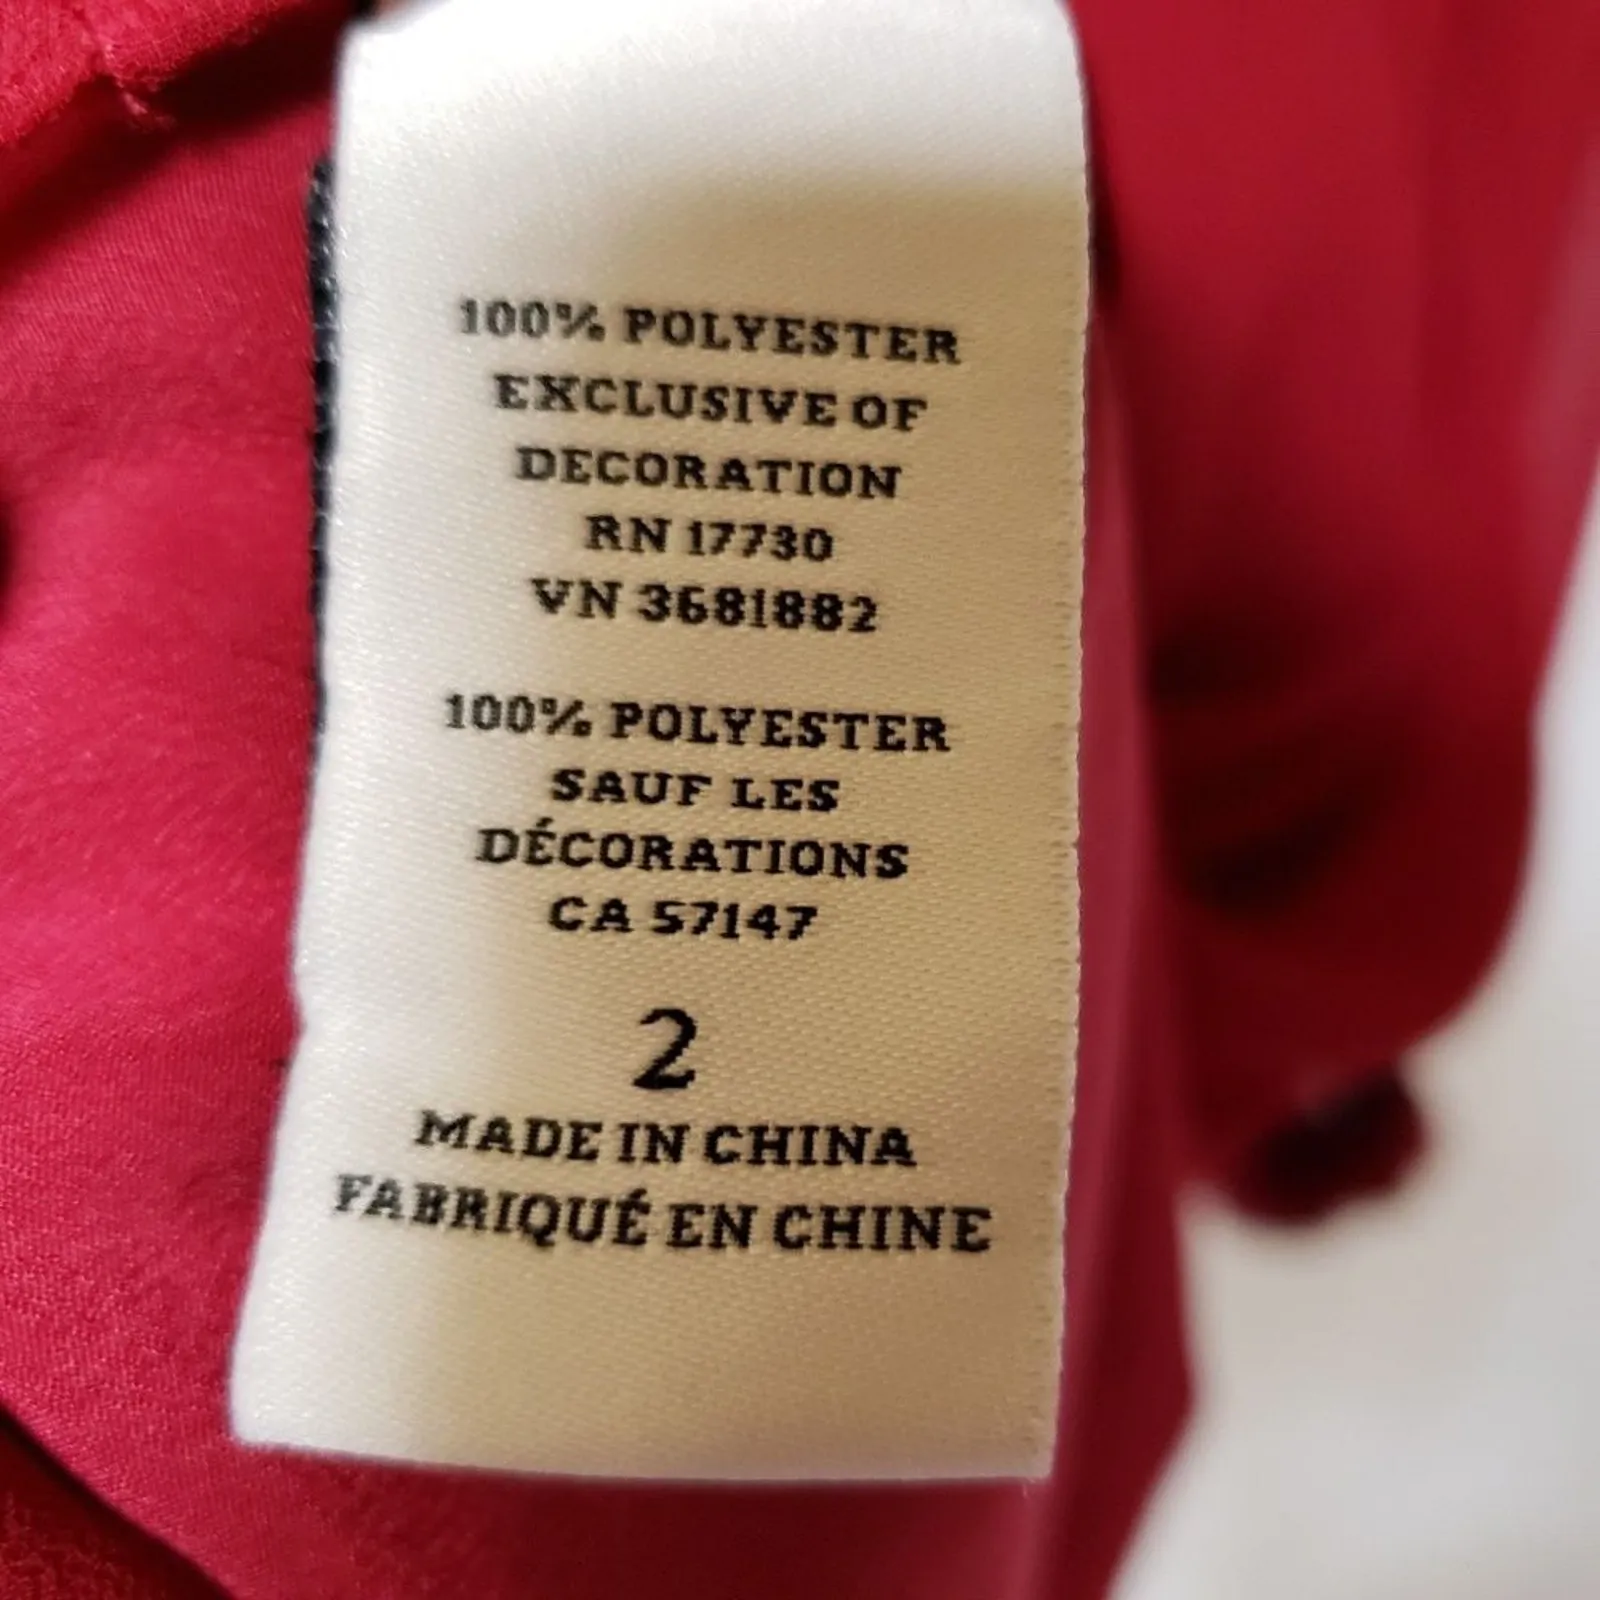 100% POLYESTER
EXCLUSIVE OF
DECORATION
RN 17730
VN 3681882
100% POLYESTER
SAUF LES
DÉCORATIONS
CA 57147
2
MADE IN CHINA
FABRIQUÉ EN CHINE